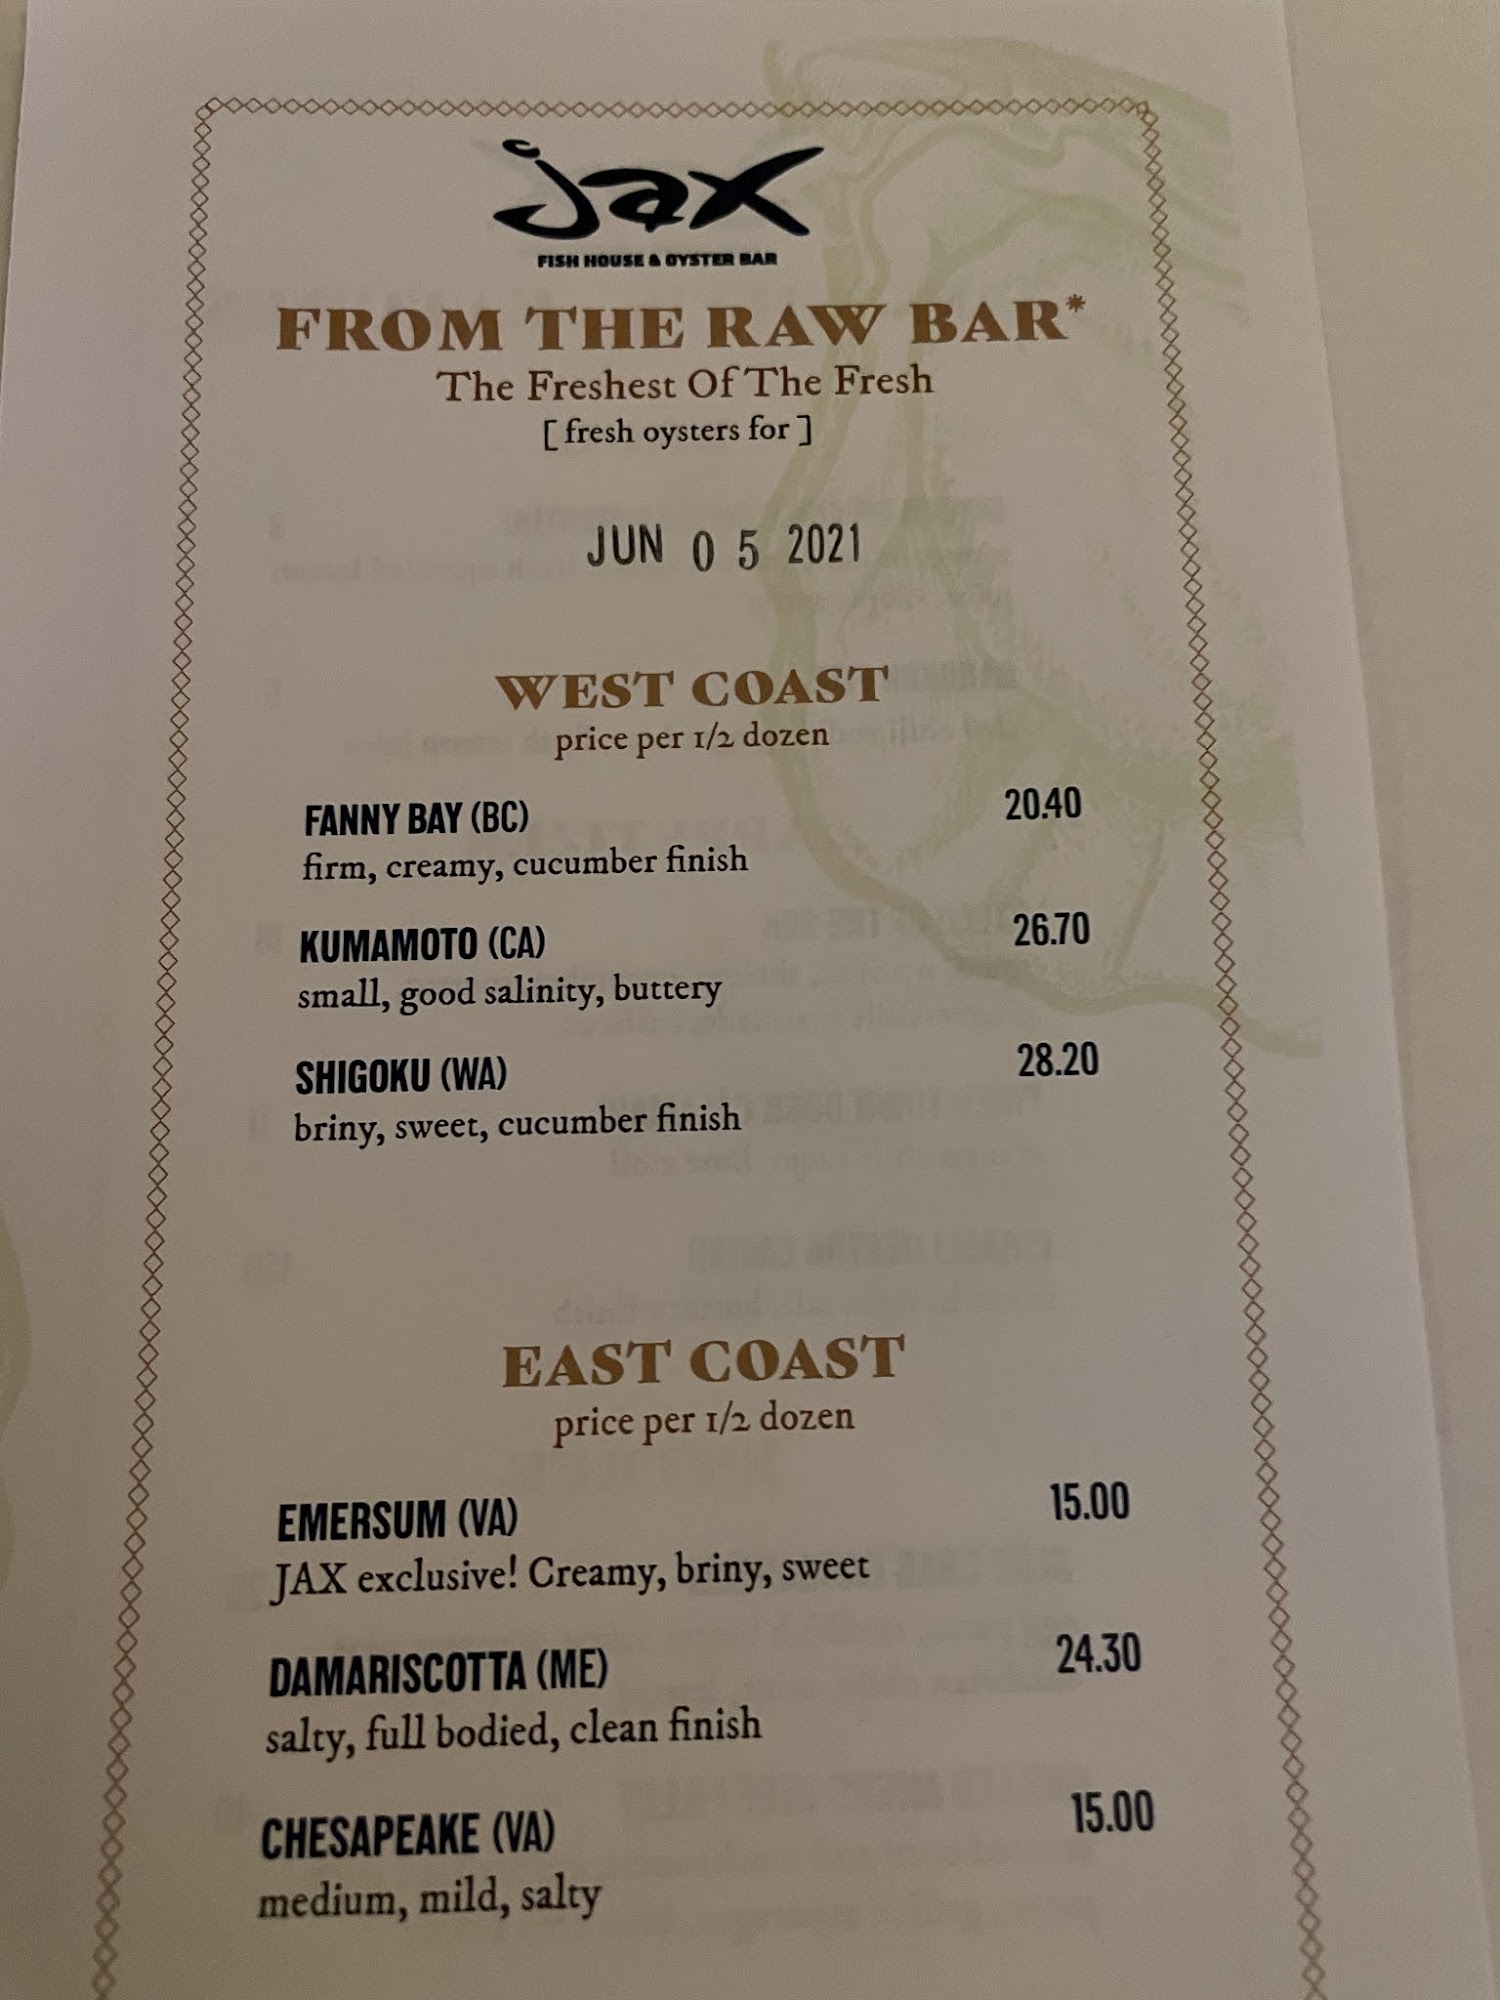 Jax
FISH HOUSE & OYSTER BAR
FROM THE RAW BAR*
The Freshest Of The Fresh
[ fresh oysters for ]
JUN 05 2021
WEST COAST
price per 1/2 dozen
FANNY BAY (BC) 20.40
firm, creamy, cucumber finish
KUMAMOTO (CA) 26.70
small, good salinity, buttery
SHIGOKU (WA) 28.20
briny, sweet, cucumber finish
EAST COAST
price per 1/2 dozen
EMERSUM (VA) 15.00
JAX exclusive! Creamy, briny, sweet
DAMARISCOTTA (ME) 24.30
salty, full bodied, clean finish
CHESAPEAKE (VA) 15.00
medium, mild, salty